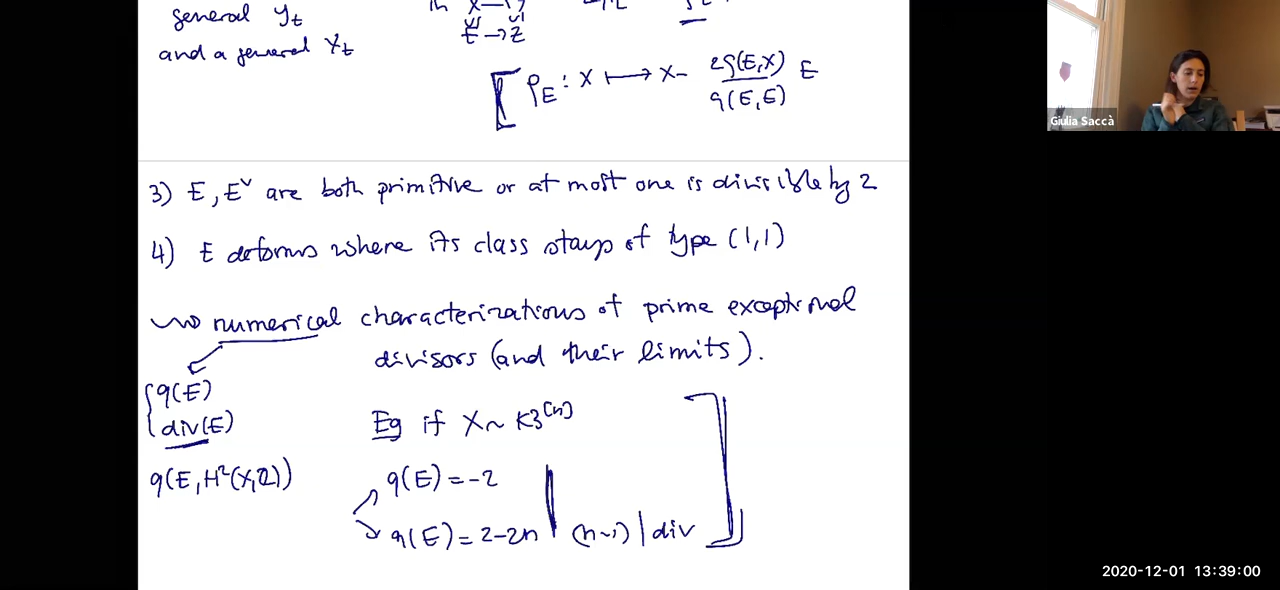 general Y_t
and a general X_t
X → Y
E → Z
[ ρ_E : X ⟼ X - 2q(E,X)/q(E,E) E
Giulia Saccà
3) E, E^∨ are both primitive or at most one is divisible by 2
4) E deforms where its class stays of type (1,1)
⇝ numerical characterizations of prime exceptional
divisors (and their limits).
{ q(E)
div(E)
Eg if X ~ K3^[n]
q(E, H²(X,Z))
q(E) = -2
q(E) = 2-2n | (n-1) | div
2020-12-01 13:39:00